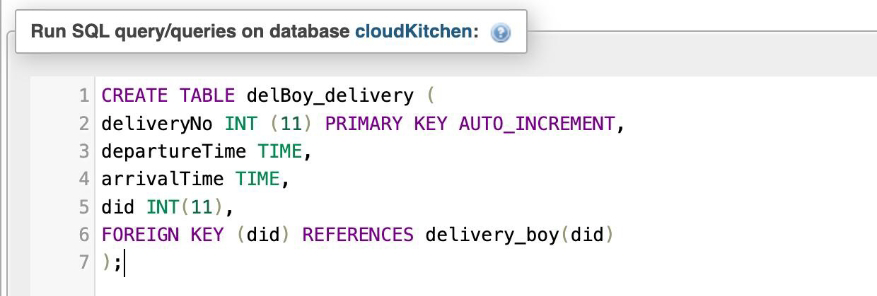 Run SQL query/queries on database cloudKitchen:
1 CREATE TABLE delBoy_delivery (
2 deliveryNo INT (11) PRIMARY KEY AUTO_INCREMENT,
3 departureTime TIME,
4 arrivalTime TIME,
5 did INT(11),
6 FOREIGN KEY (did) REFERENCES delivery_boy(did)
7 );